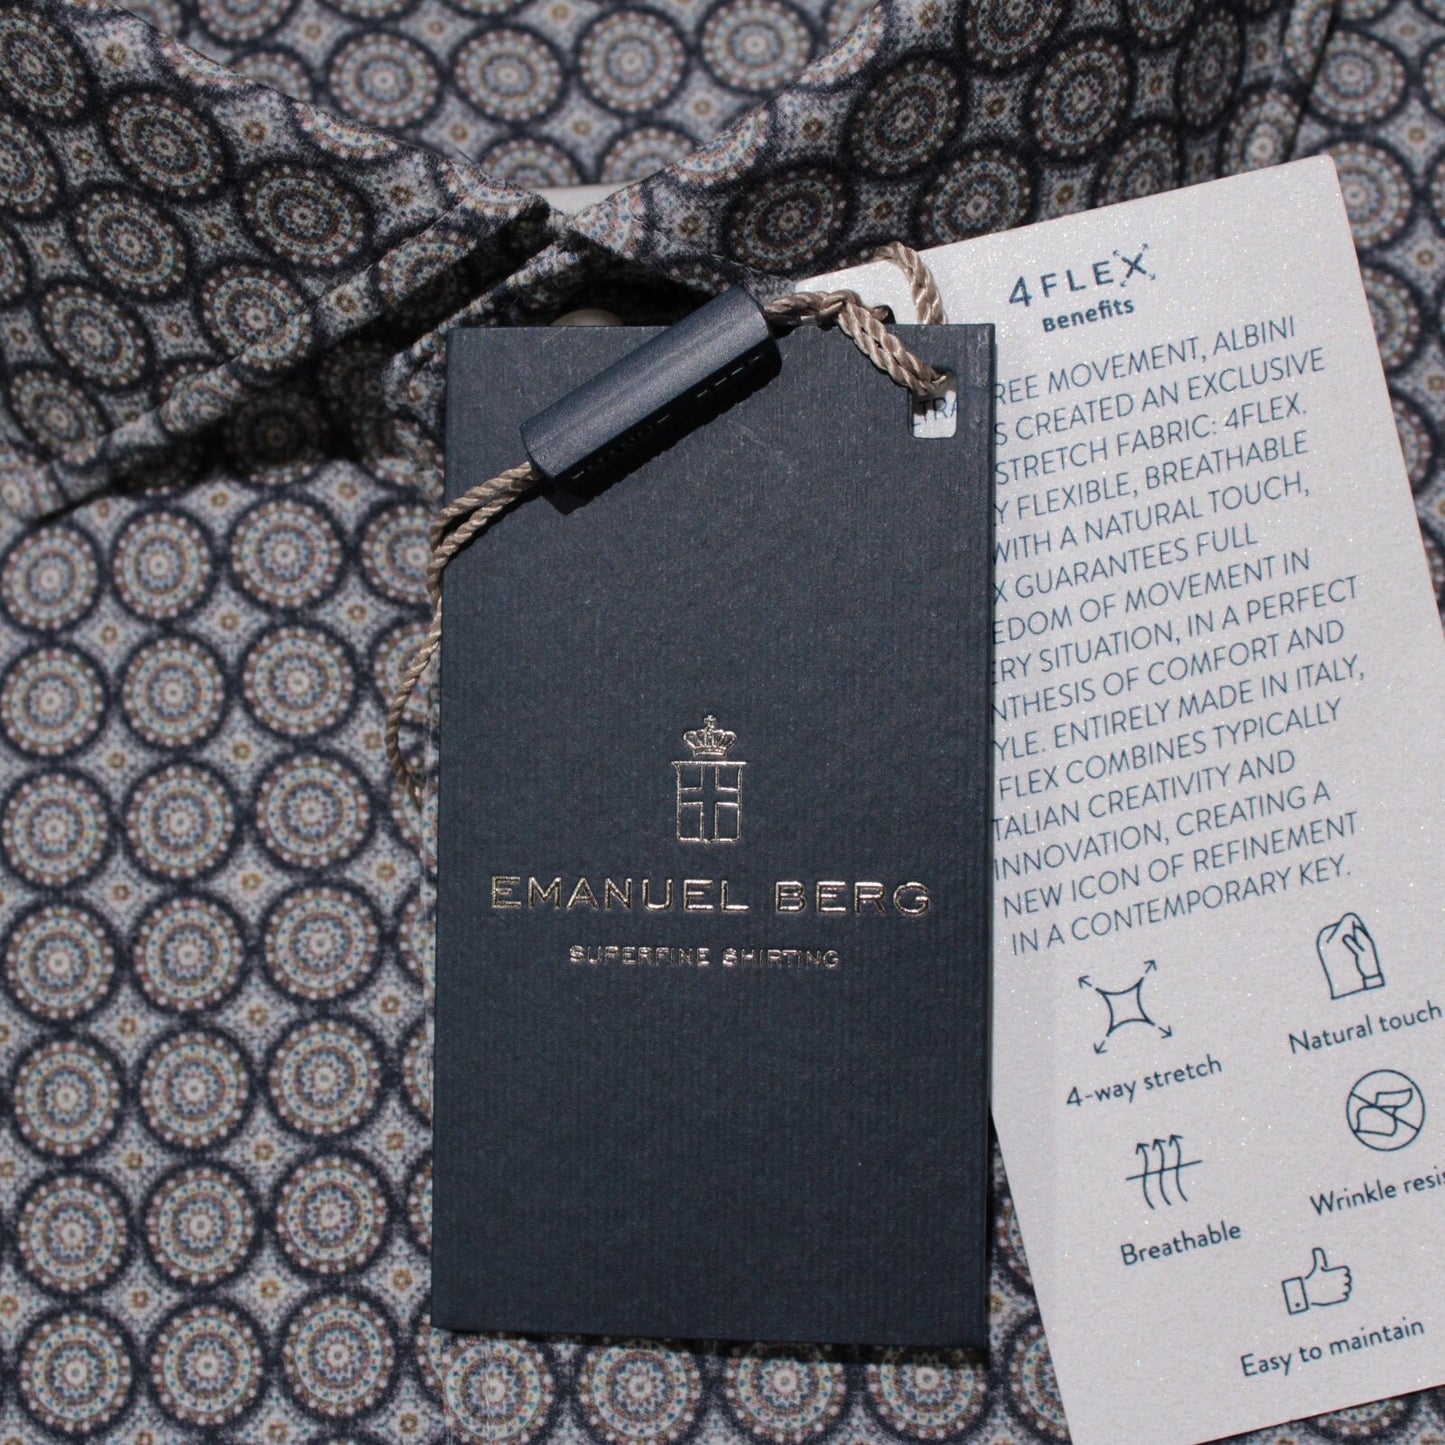 EMANUEL BERG
SUPERFINE SHIRTING
4FLEX
Benefits
REE MOVEMENT, ALBINI
S CREATED AN EXCLUSIVE
STRETCH FABRIC: 4FLEX.
Y FLEXIBLE, BREATHABLE
WITH A NATURAL TOUCH,
X GUARANTEES FULL
EDOM OF MOVEMENT IN
RY SITUATION, IN A PERFECT
NTHESIS OF COMFORT AND
YLE. ENTIRELY MADE IN ITALY,
FLEX COMBINES TYPICALLY
TALIAN CREATIVITY AND
INNOVATION, CREATING A
NEW ICON OF REFINEMENT
IN A CONTEMPORARY KEY.
4-way stretch
Natural touch
Breathable
Wrinkle resis
Easy to maintain